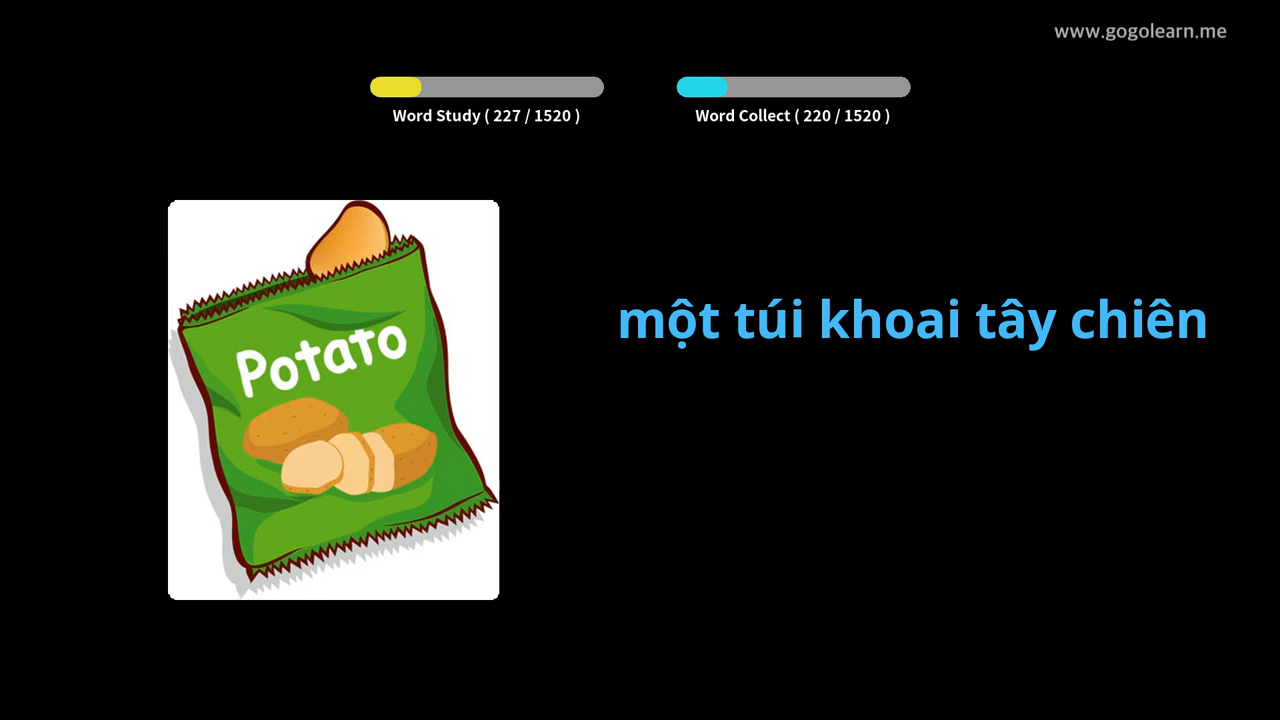 www.gogolearn.me
Word Study ( 227 / 1520 )
Word Collect ( 220 / 1520 )
Potato
một túi khoai tây chiên